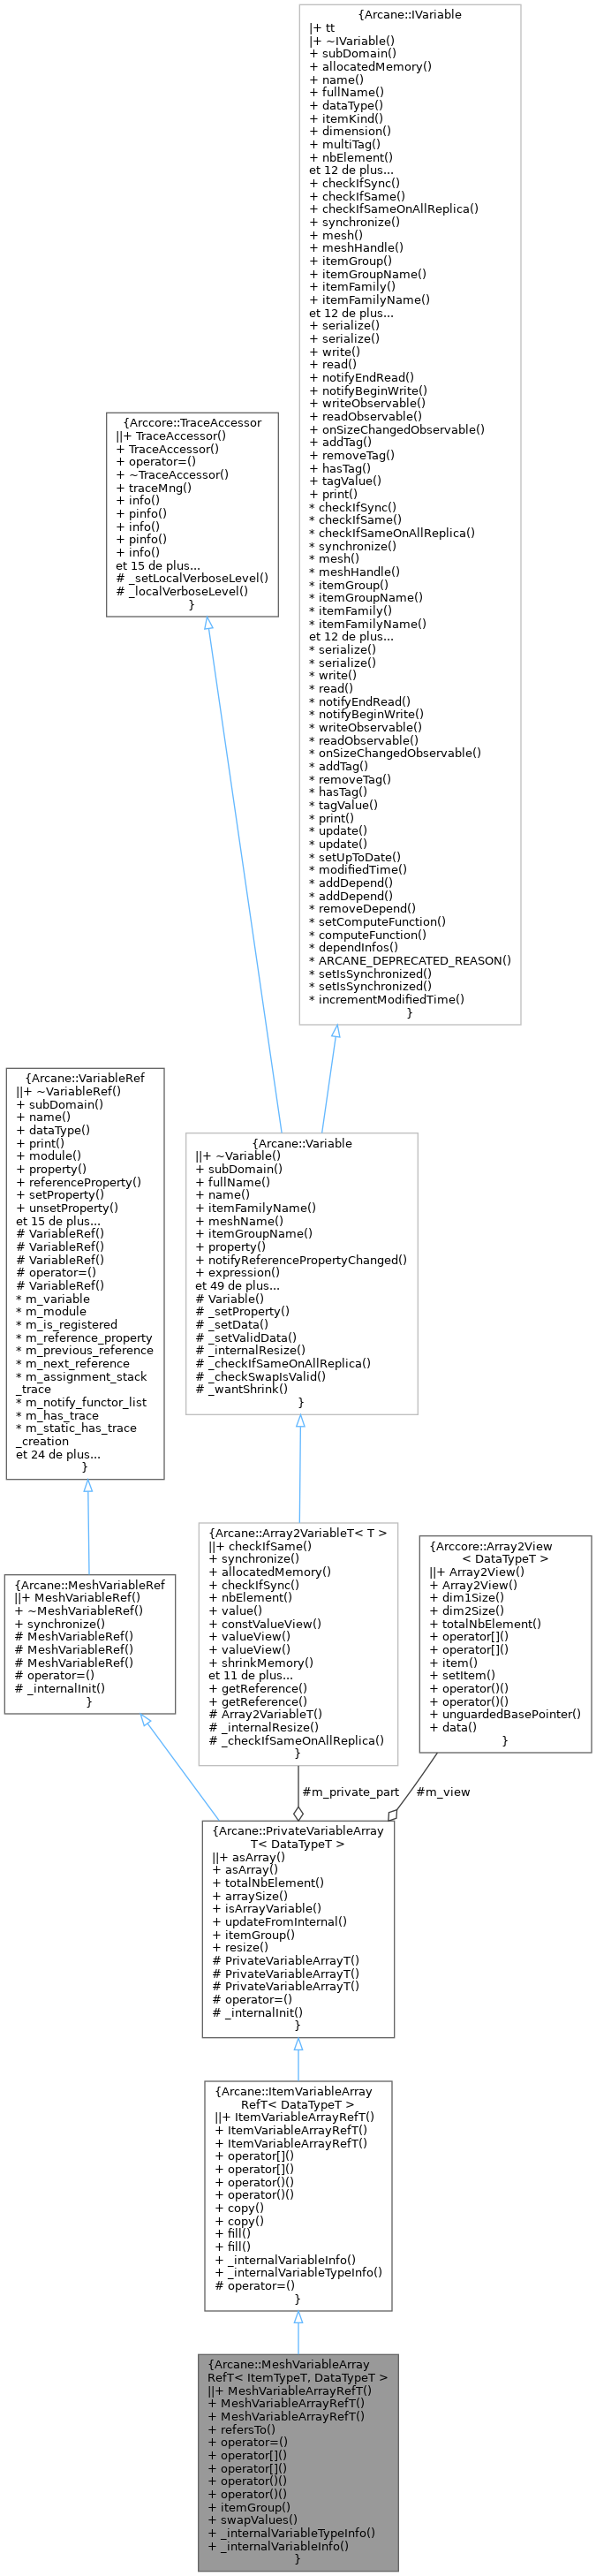 {Arcane::IVariable
|+ tt
|+ ~IVariable()
+ subDomain()
+ allocatedMemory()
+ name()
+ fullName()
+ dataType()
+ itemKind()
+ dimension()
+ multiTag()
+ nbElement()
et 12 de plus...
+ checkIfSync()
+ checkIfSame()
+ checkIfSameOnAllReplica()
+ synchronize()
+ mesh()
+ meshHandle()
+ itemGroup()
+ itemGroupName()
+ itemFamily()
+ itemFamilyName()
et 12 de plus...
+ serialize()
+ serialize()
+ write()
+ read()
+ notifyEndRead()
+ notifyBeginWrite()
+ writeObservable()
+ readObservable()
+ onSizeChangedObservable()
+ addTag()
+ removeTag()
+ hasTag()
+ tagValue()
+ print()
* checkIfSync()
* checkIfSame()
* checkIfSameOnAllReplica()
* synchronize()
* mesh()
* meshHandle()
* itemGroup()
* itemGroupName()
* itemFamily()
* itemFamilyName()
et 12 de plus...
* serialize()
* serialize()
* write()
* read()
* notifyEndRead()
* notifyBeginWrite()
* writeObservable()
* readObservable()
* onSizeChangedObservable()
* addTag()
* removeTag()
* hasTag()
* tagValue()
* print()
* update()
* update()
* setUpToDate()
* modifiedTime()
* addDepend()
* addDepend()
* removeDepend()
* setComputeFunction()
* computeFunction()
* dependInfos()
* ARCANE_DEPRECATED_REASON()
* setIsSynchronized()
* setIsSynchronized()
* incrementModifiedTime()
}
{Arccore::TraceAccessor
||+ TraceAccessor()
+ TraceAccessor()
+ operator=()
+ ~TraceAccessor()
+ traceMng()
+ info()
+ pinfo()
+ info()
+ pinfo()
+ info()
et 15 de plus...
# _setLocalVerboseLevel()
# _localVerboseLevel()
}
{Arcane::VariableRef
||+ ~VariableRef()
+ subDomain()
+ name()
+ dataType()
+ print()
+ module()
+ property()
+ referenceProperty()
+ setProperty()
+ unsetProperty()
et 15 de plus...
# VariableRef()
# VariableRef()
# VariableRef()
# operator=()
# VariableRef()
* m_variable
* m_module
* m_is_registered
* m_reference_property
* m_previous_reference
* m_next_reference
* m_assignment_stack
_trace
* m_notify_functor_list
* m_has_trace
* m_static_has_trace
_creation
et 24 de plus...
}
{Arcane::Variable
||+ ~Variable()
+ subDomain()
+ fullName()
+ name()
+ itemFamilyName()
+ meshName()
+ itemGroupName()
+ property()
+ notifyReferencePropertyChanged()
+ expression()
et 49 de plus...
# Variable()
# _setProperty()
# _setData()
# _setValidData()
# _internalResize()
# _checkIfSameOnAllReplica()
# _checkSwapIsValid()
# _wantShrink()
}
{Arcane::MeshVariableRef
||+ MeshVariableRef()
+ ~MeshVariableRef()
+ synchronize()
# MeshVariableRef()
# MeshVariableRef()
# MeshVariableRef()
# operator=()
# _internalInit()
}
{Arcane::Array2VariableT< T >
||+ checkIfSame()
+ synchronize()
+ allocatedMemory()
+ checkIfSync()
+ nbElement()
+ value()
+ constValueView()
+ valueView()
+ valueView()
+ shrinkMemory()
et 11 de plus...
+ getReference()
+ getReference()
# Array2VariableT()
# _internalResize()
# _checkIfSameOnAllReplica()
}
{Arccore::Array2View
< DataTypeT >
||+ Array2View()
+ Array2View()
+ dim1Size()
+ dim2Size()
+ totalNbElement()
+ operator[]()
+ operator[]()
+ item()
+ setItem()
+ operator()()
+ operator()()
+ unguardedBasePointer()
+ data()
}
#m_private_part
#m_view
{Arcane::PrivateVariableArray
T< DataTypeT >
||+ asArray()
+ asArray()
+ totalNbElement()
+ arraySize()
+ isArrayVariable()
+ updateFromInternal()
+ itemGroup()
+ resize()
# PrivateVariableArrayT()
# PrivateVariableArrayT()
# PrivateVariableArrayT()
# operator=()
# _internalInit()
}
{Arcane::ItemVariableArray
RefT< DataTypeT >
||+ ItemVariableArrayRefT()
+ ItemVariableArrayRefT()
+ ItemVariableArrayRefT()
+ operator[]()
+ operator[]()
+ operator()()
+ operator()()
+ copy()
+ copy()
+ fill()
+ fill()
+ _internalVariableInfo()
+ _internalVariableTypeInfo()
# operator=()
}
{Arcane::MeshVariableArray
RefT< ItemTypeT, DataTypeT >
||+ MeshVariableArrayRefT()
+ MeshVariableArrayRefT()
+ MeshVariableArrayRefT()
+ refersTo()
+ operator=()
+ operator[]()
+ operator[]()
+ operator()()
+ operator()()
+ itemGroup()
+ swapValues()
+ _internalVariableTypeInfo()
+ _internalVariableInfo()
}